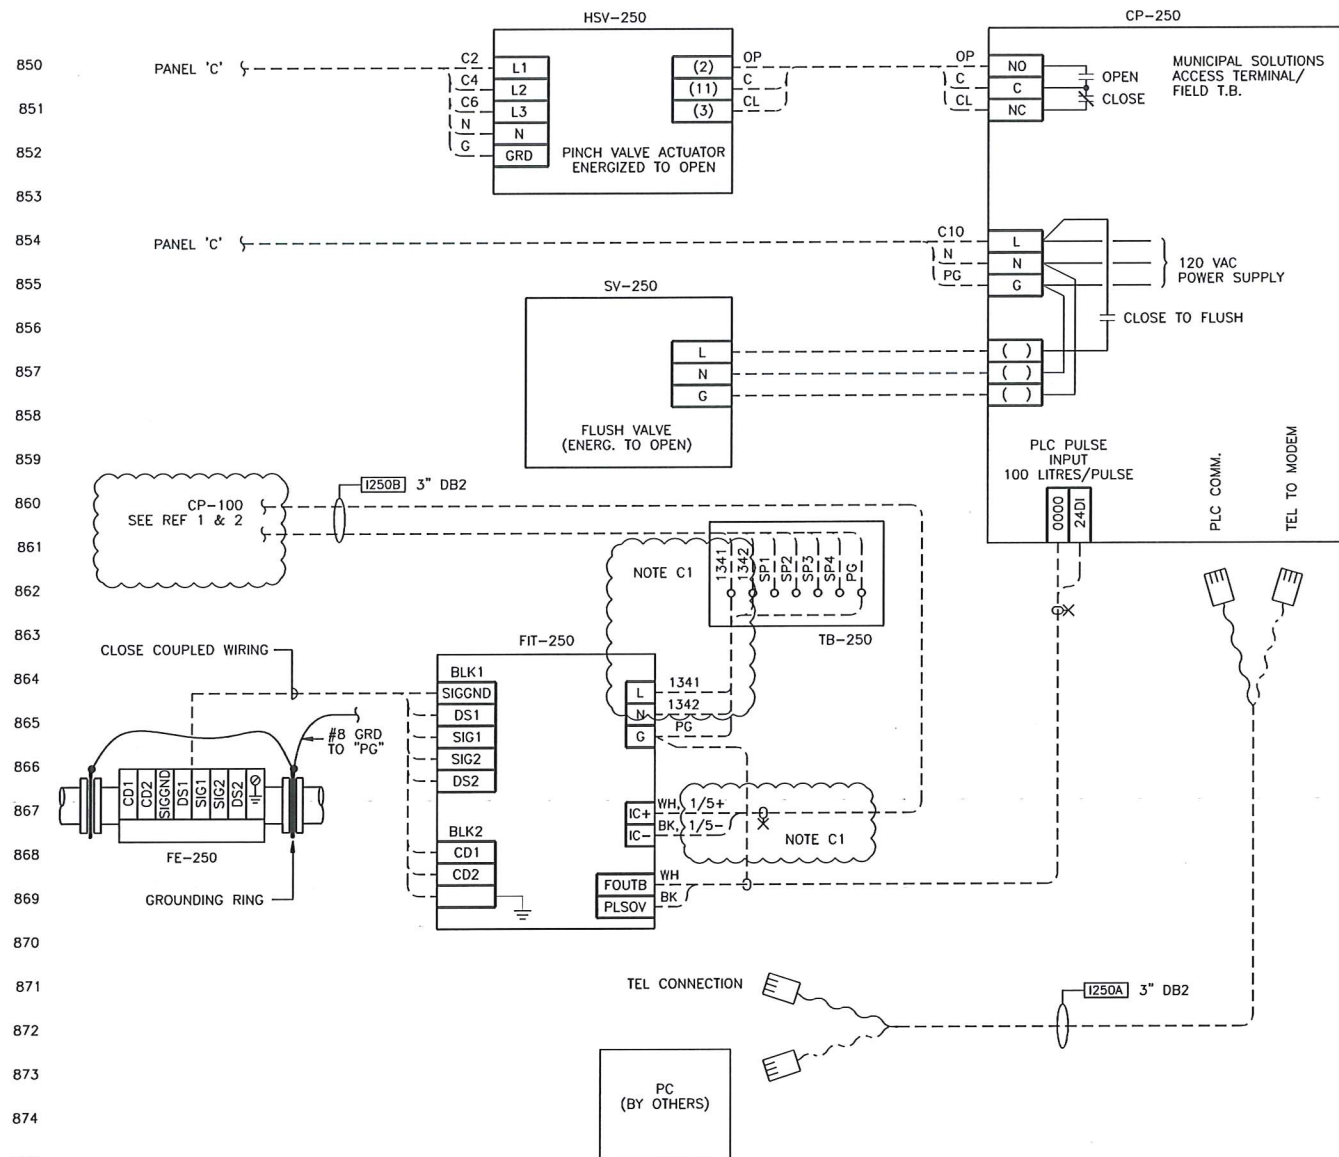 HSV-250
CP-250
850
PANEL 'C'
C2
L1
(2)
OP
OP
NO
OPEN
MUNICIPAL SOLUTIONS
ACCESS TERMINAL/
FIELD T.B.
C4
L2
(11)
C
C
C
851
C6
L3
(3)
CL
CL
NC
CLOSE
N
N
852
G
GRD
PINCH VALVE ACTUATOR
ENERGIZED TO OPEN
853
854
PANEL 'C'
C10
L
N
N
120 VAC
POWER SUPPLY
855
PG
G
SV-250
856
CLOSE TO FLUSH
L
( )
857
N
( )
G
( )
858
FLUSH VALVE
(ENERG. TO OPEN)
859
PLC PULSE
INPUT
100 LITRES/PULSE
PLC COMM.
TEL TO MODEM
I250B
3" DB2
860
CP-100
SEE REF 1 & 2
0000
24DI
861
NOTE C1
1341
1342
SP1
SP2
SP3
SP4
PG
862
863
TB-250
FIT-250
CLOSE COUPLED WIRING
864
BLK1
SIGGND
L
1341
865
DS1
N
1342
#8 GRD
TO "PG"
SIG1
G
PG
866
SIG2
DS2
CD1
CD2
SIGGND
DS1
SIG1
SIG2
DS2
867
IC+
WH, 1/5+
BLK2
IC-
BK, 1/5-
NOTE C1
868
FE-250
CD1
CD2
FOUTB
WH
869
GROUNDING RING
PLSOV
BK
870
871
TEL CONNECTION
I250A
3" DB2
872
873
PC
(BY OTHERS)
874